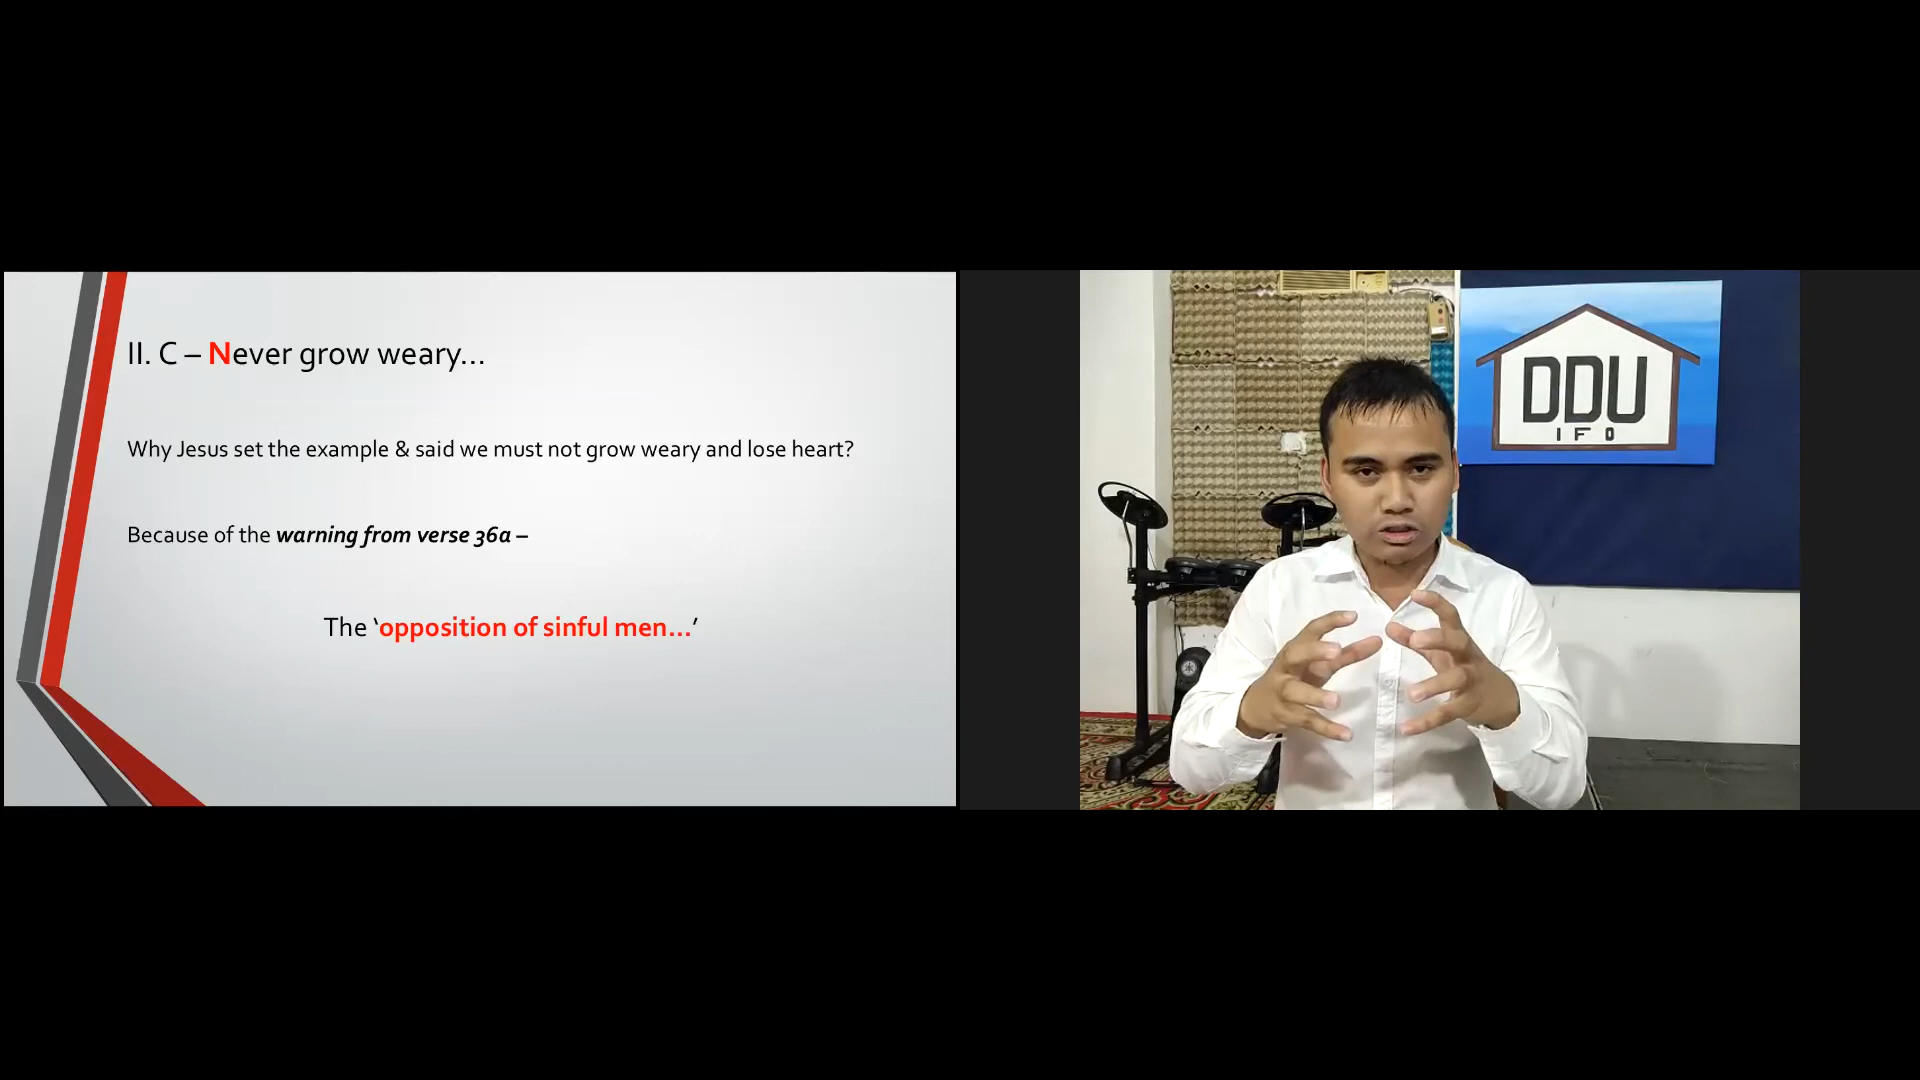 II. C – Never grow weary...
Why Jesus set the example & said we must not grow weary and lose heart?
Because of the warning from verse 36a –
The ‘opposition of sinful men...’
DDU
IFO